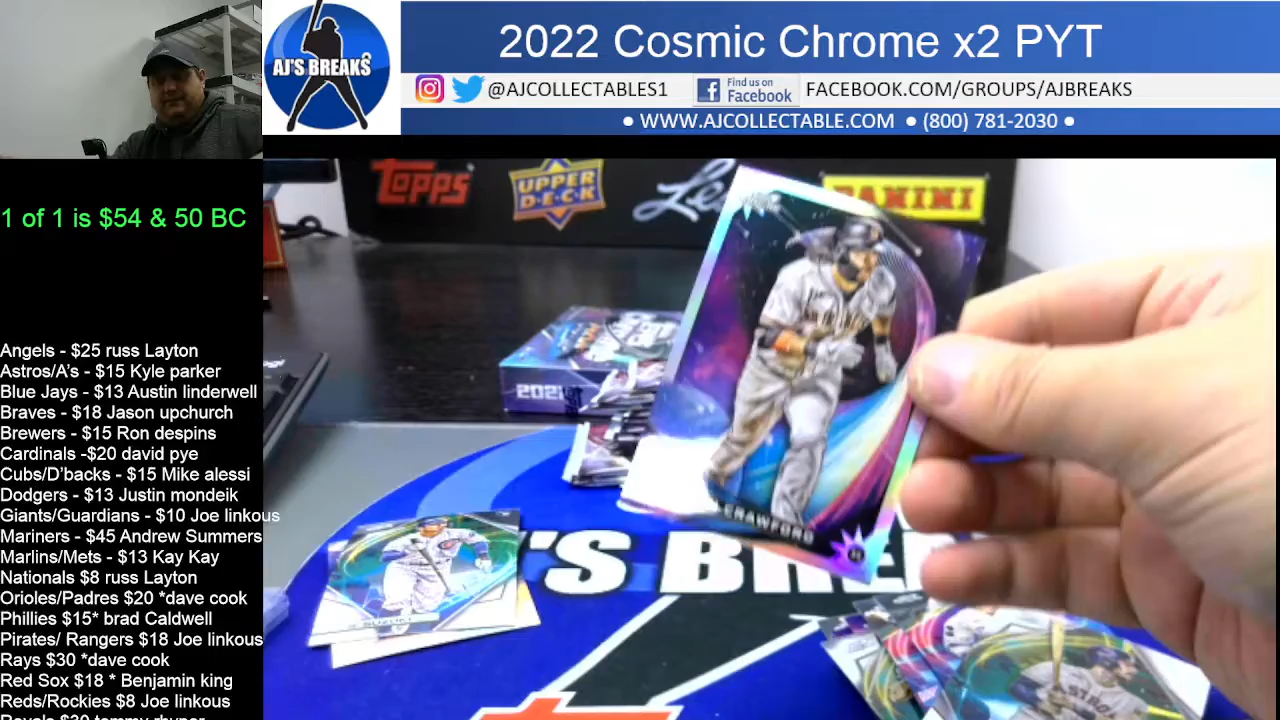 AJ'S BREAKS
2022 Cosmic Chrome x2 PYT
@AJCOLLECTABLES1
Find us on
Facebook
FACEBOOK.COM/GROUPS/AJBREAKS
• WWW.AJCOLLECTABLE.COM • (800) 781-2030 •
TOPPS
UPPER
DECK
Lea
PANINI
1 of 1 is $54 & 50 BC
Angels - $25 russ Layton
Astros/A's - $15 Kyle parker
Blue Jays - $13 Austin linderwell
Braves - $18 Jason upchurch
Brewers - $15 Ron despins
Cardinals -$20 david pye
Cubs/D'backs - $15 Mike alessi
Dodgers - $13 Justin mondeik
Giants/Guardians - $10 Joe linkous
Mariners - $45 Andrew Summers
Marlins/Mets - $13 Kay Kay
Nationals $8 russ Layton
Orioles/Padres $20 *dave cook
Phillies $15* brad Caldwell
Pirates/ Rangers $18 Joe linkous
Rays $30 *dave cook
Red Sox $18 * Benjamin king
Reds/Rockies $8 Joe linkous
CRAWFORD
SUZUKI
'S BRE